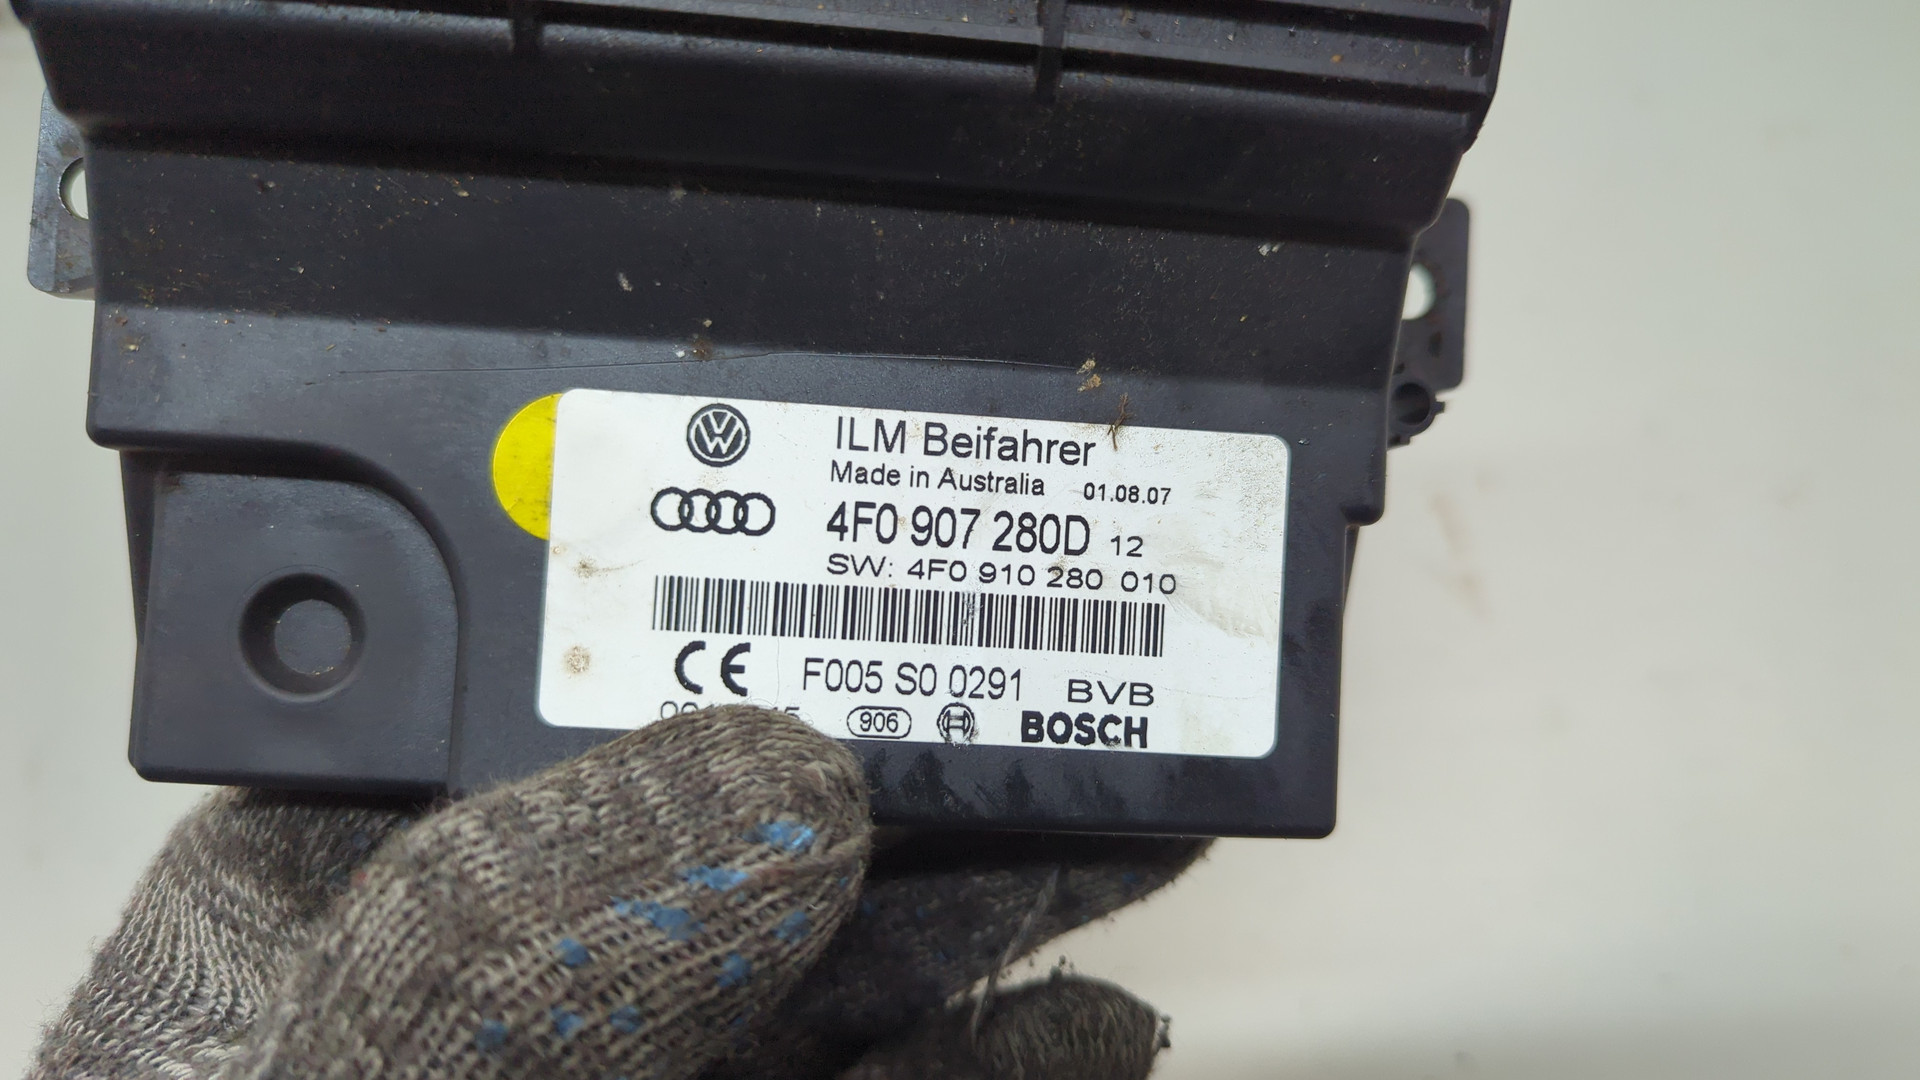 ILM Beifahrer
Made in Australia 01.08.07
4F0 907 280D 12
SW: 4F0 910 280 010
CE F005 S0 0291 BVB
906 BOSCH